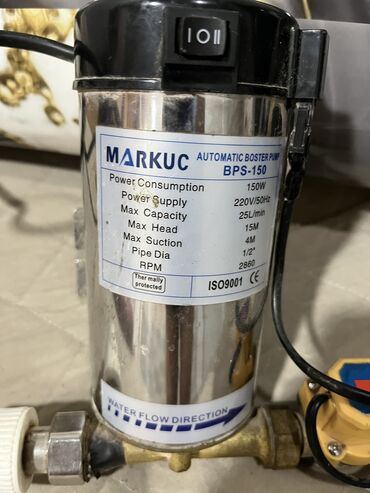 I O II
MARKUC AUTOMATIC BOSTER PUMP
BPS-150
Power Consumption 150W
Power Supply 220V/50Hz
Max Capacity 25L/min
Max Head 15M
Max Suction 4M
Pipe Dia 1/2"
RPM 2860
Thermally protected ISO9001 CE
WATER FLOW DIRECTION